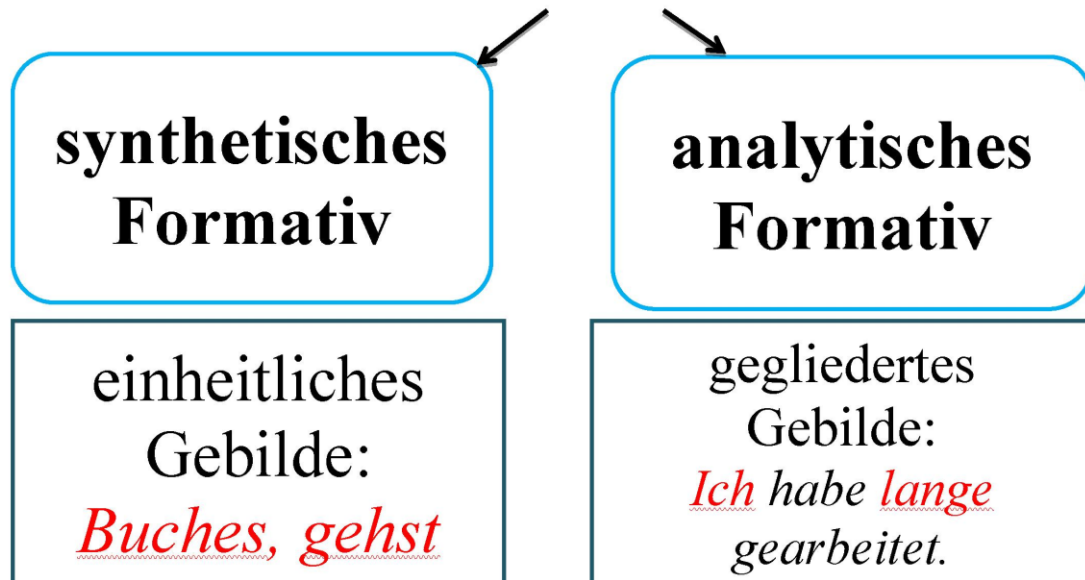 synthetisches
Formativ
analytisches
Formativ
einheitliches
Gebilde:
Buches, gehst
gegliedertes
Gebilde:
Ich habe lange
gearbeitet.